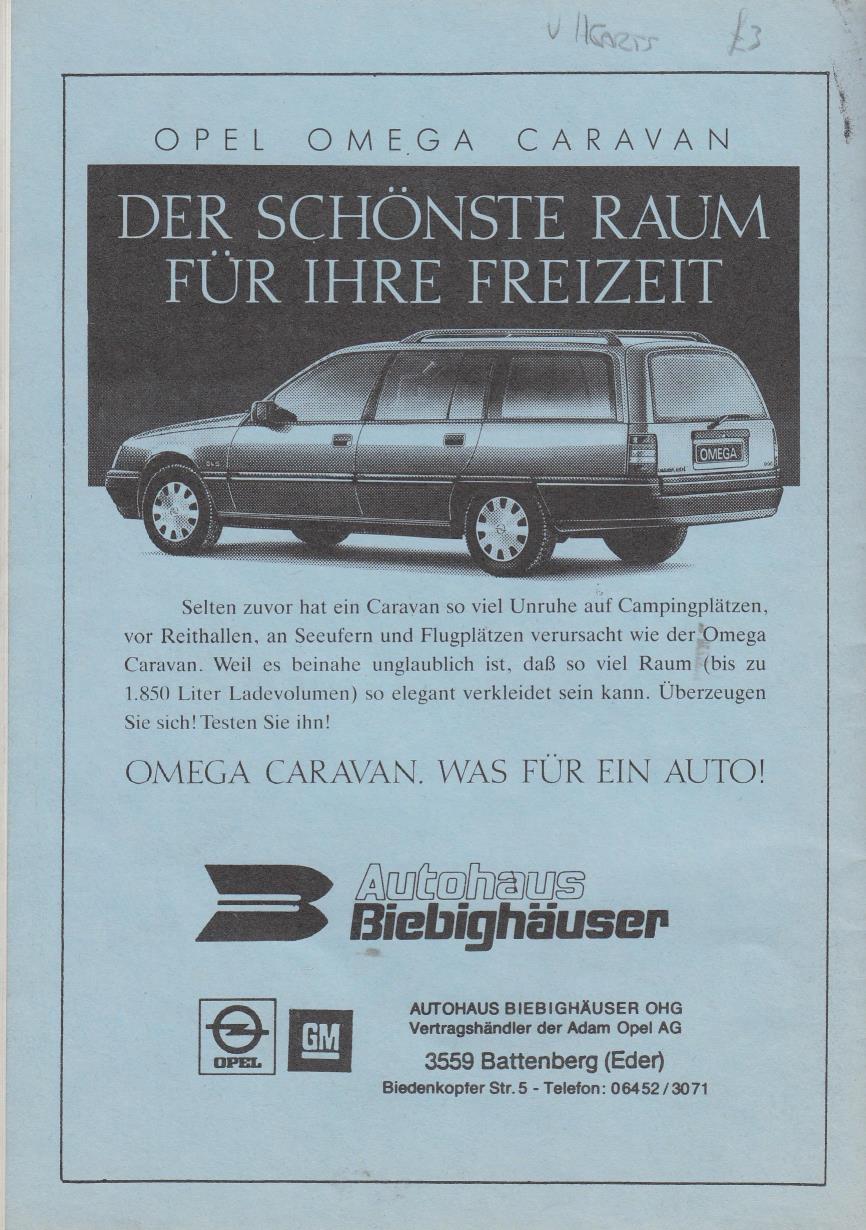 £3
OPEL OMEGA CARAVAN
DER SCHÖNSTE RAUM
FÜR IHRE FREIZEIT
OMEGA
Selten zuvor hat ein Caravan so viel Unruhe auf Campingplätzen,
vor Reithallen, an Seeufern und Flugplätzen verursacht wie der Omega
Caravan. Weil es beinahe unglaublich ist, daß so viel Raum (bis zu
1.850 Liter Ladevolumen) so elegant verkleidet sein kann. Überzeugen
Sie sich! Testen Sie ihn!
OMEGA CARAVAN. WAS FÜR EIN AUTO!
Autohaus
Biebighäuser
OPEL
GM
AUTOHAUS BIEBIGHÄUSER OHG
Vertragshändler der Adam Opel AG
3559 Battenberg (Eder)
Biedenkopfer Str. 5 - Telefon: 06452/3071